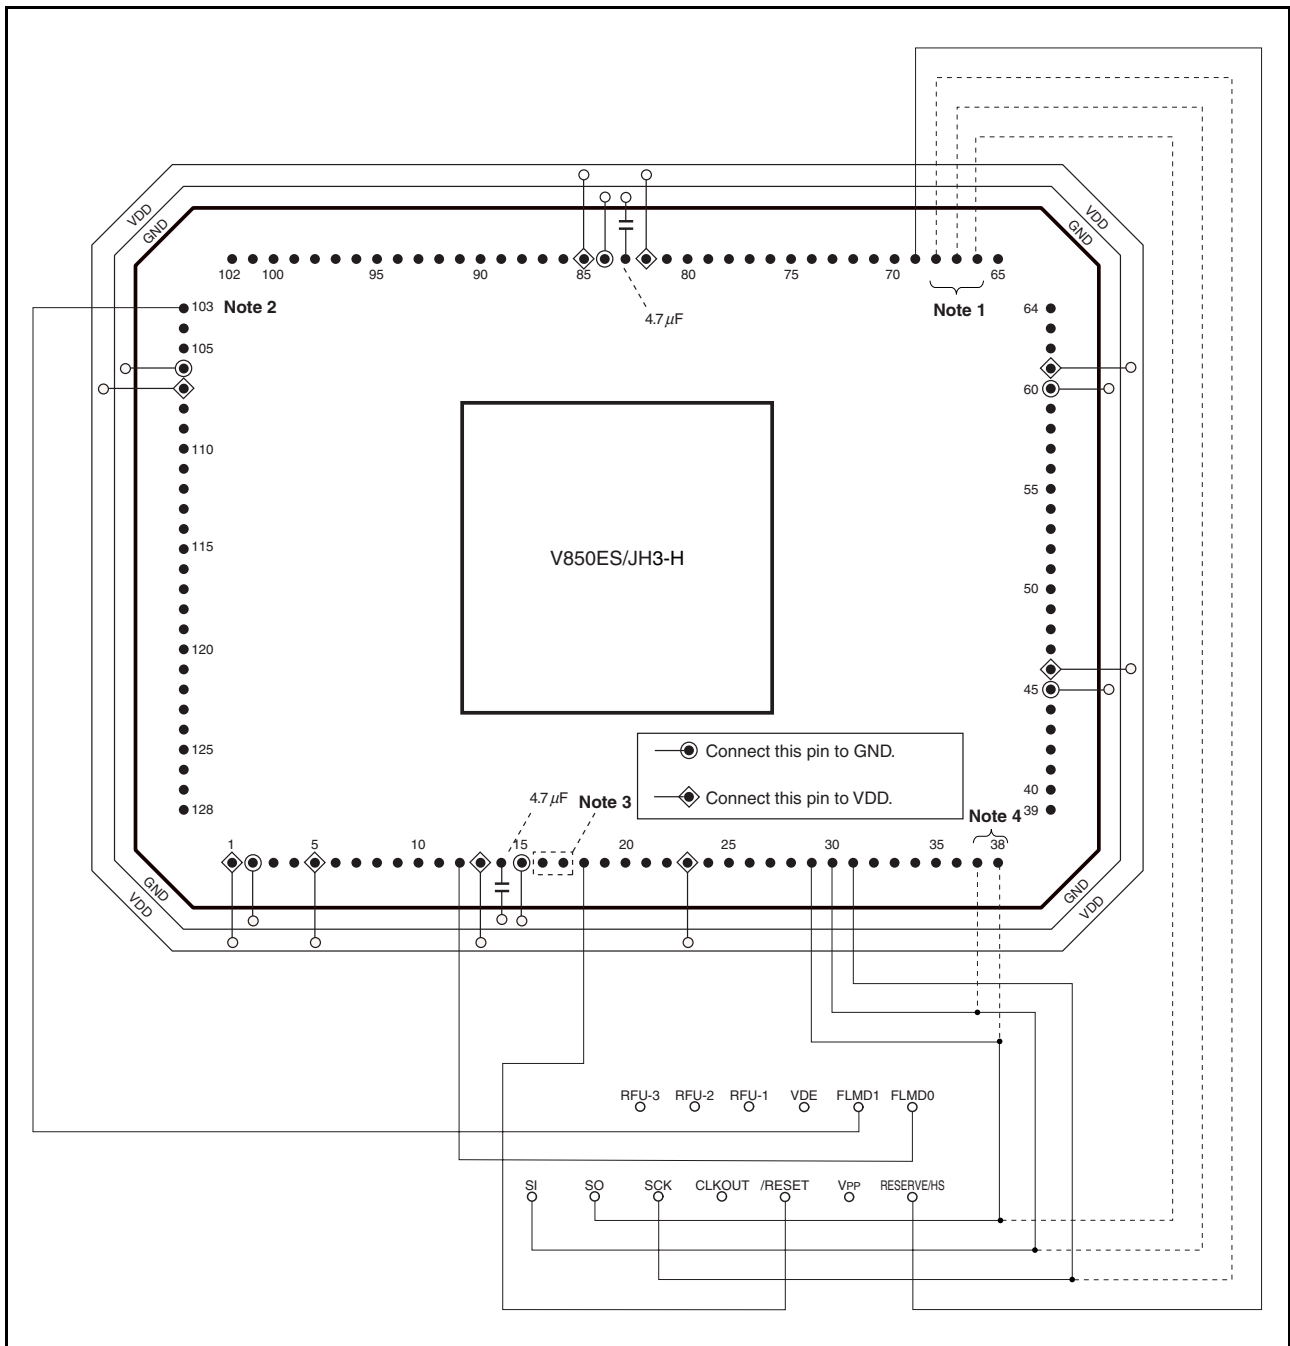 VDD
GND
VDD
GND
102 100 95 90 85 80 75 70 65
103 Note 2
4.7 µF
Note 1
64
105
60
110
55
115
V850ES/JH3-H
50
120
45
Connect this pin to GND.
125
Connect this pin to VDD.
40
128
4.7 µF Note 3
39
Note 4
1 5 10 15 20 25 30 35 38
GND
VDD
GND
VDD
RFU-3 RFU-2 RFU-1 VDE FLMD1 FLMD0
SI SO SCK CLKOUT /RESET VPP RESERVE/HS